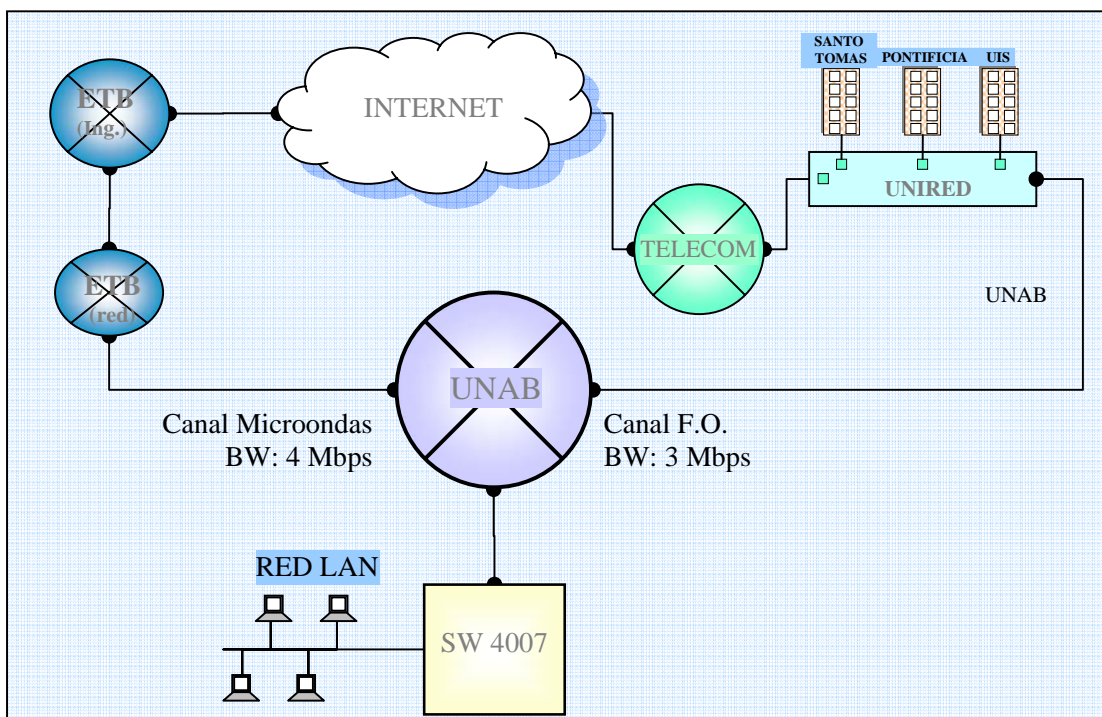 SANTO
TOMAS
PONTIFICIA
UIS
ETB
(Ing.)
INTERNET
UNIRED
TELECOM
ETB
(red)
UNAB
UNAB
Canal Microondas
BW: 4 Mbps
Canal F.O.
BW: 3 Mbps
RED LAN
SW 4007